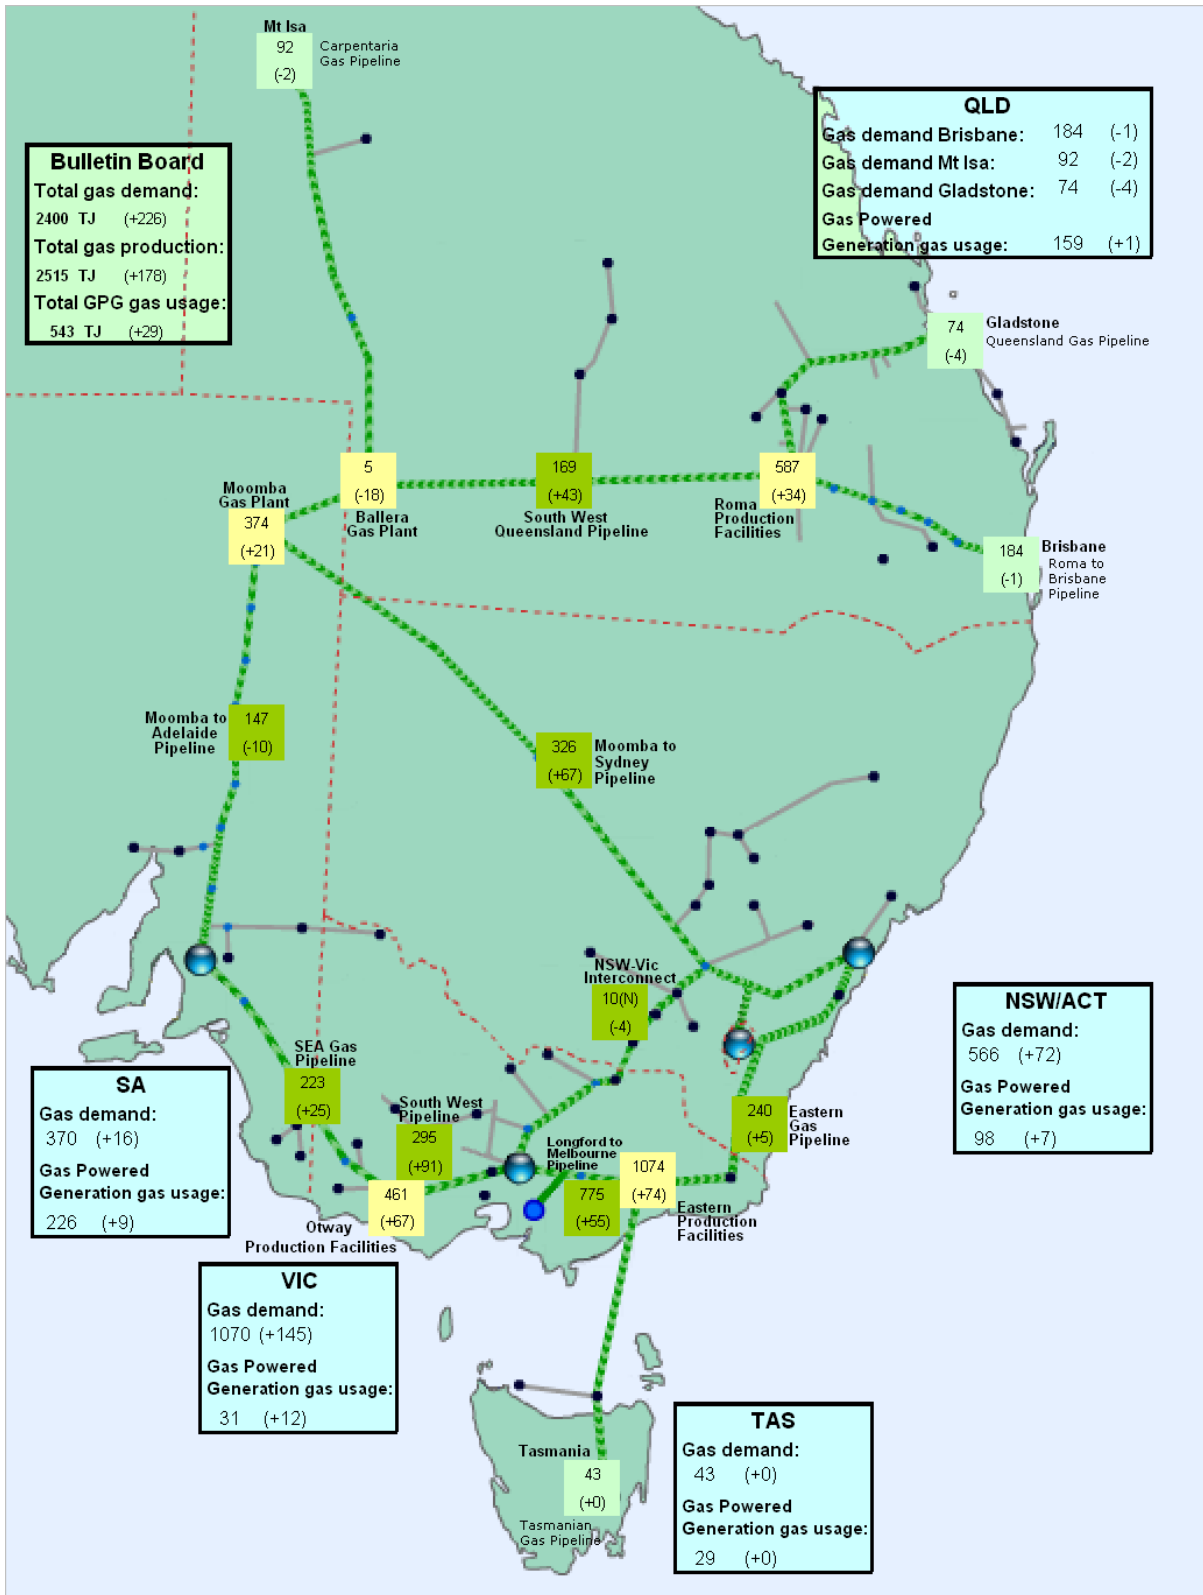 Mt Isa
92
(-2)
Carpentaria
Gas Pipeline
QLD
Gas demand Brisbane: 184 (-1)
Gas demand Mt Isa: 92 (-2)
Gas demand Gladstone: 74 (-4)
Gas Powered
Generation gas usage: 159 (+1)
Bulletin Board
Total gas demand:
2400 TJ (+226)
Total gas production:
2515 TJ (+178)
Total GPG gas usage:
543 TJ (+29)
74
(-4)
Gladstone
Queensland Gas Pipeline
5
(-18)
Ballera
Gas Plant
169
(+43)
South West
Queensland Pipeline
587
(+34)
Roma
Production
Facilities
Moomba
Gas Plant
374
(+21)
184
(-1)
Brisbane
Roma to
Brisbane
Pipeline
Moomba to
Adelaide
Pipeline
147
(-10)
326
(+67)
Moomba to
Sydney
Pipeline
NSW-Vic
Interconnect
10(N)
(-4)
NSW/ACT
Gas demand:
566 (+72)
Gas Powered
Generation gas usage:
98 (+7)
SEA Gas
Pipeline
223
(+25)
SA
Gas demand:
370 (+16)
Gas Powered
Generation gas usage:
226 (+9)
South West
Pipeline
295
(+91)
240
(+5)
Eastern
Gas
Pipeline
Longford to
Melbourne
Pipeline
775
(+55)
1074
(+74)
Eastern
Production
Facilities
461
(+67)
Otway
Production Facilities
VIC
Gas demand:
1070 (+145)
Gas Powered
Generation gas usage:
31 (+12)
Tasmania
43
(+0)
Tasmanian
Gas Pipeline
TAS
Gas demand:
43 (+0)
Gas Powered
Generation gas usage:
29 (+0)